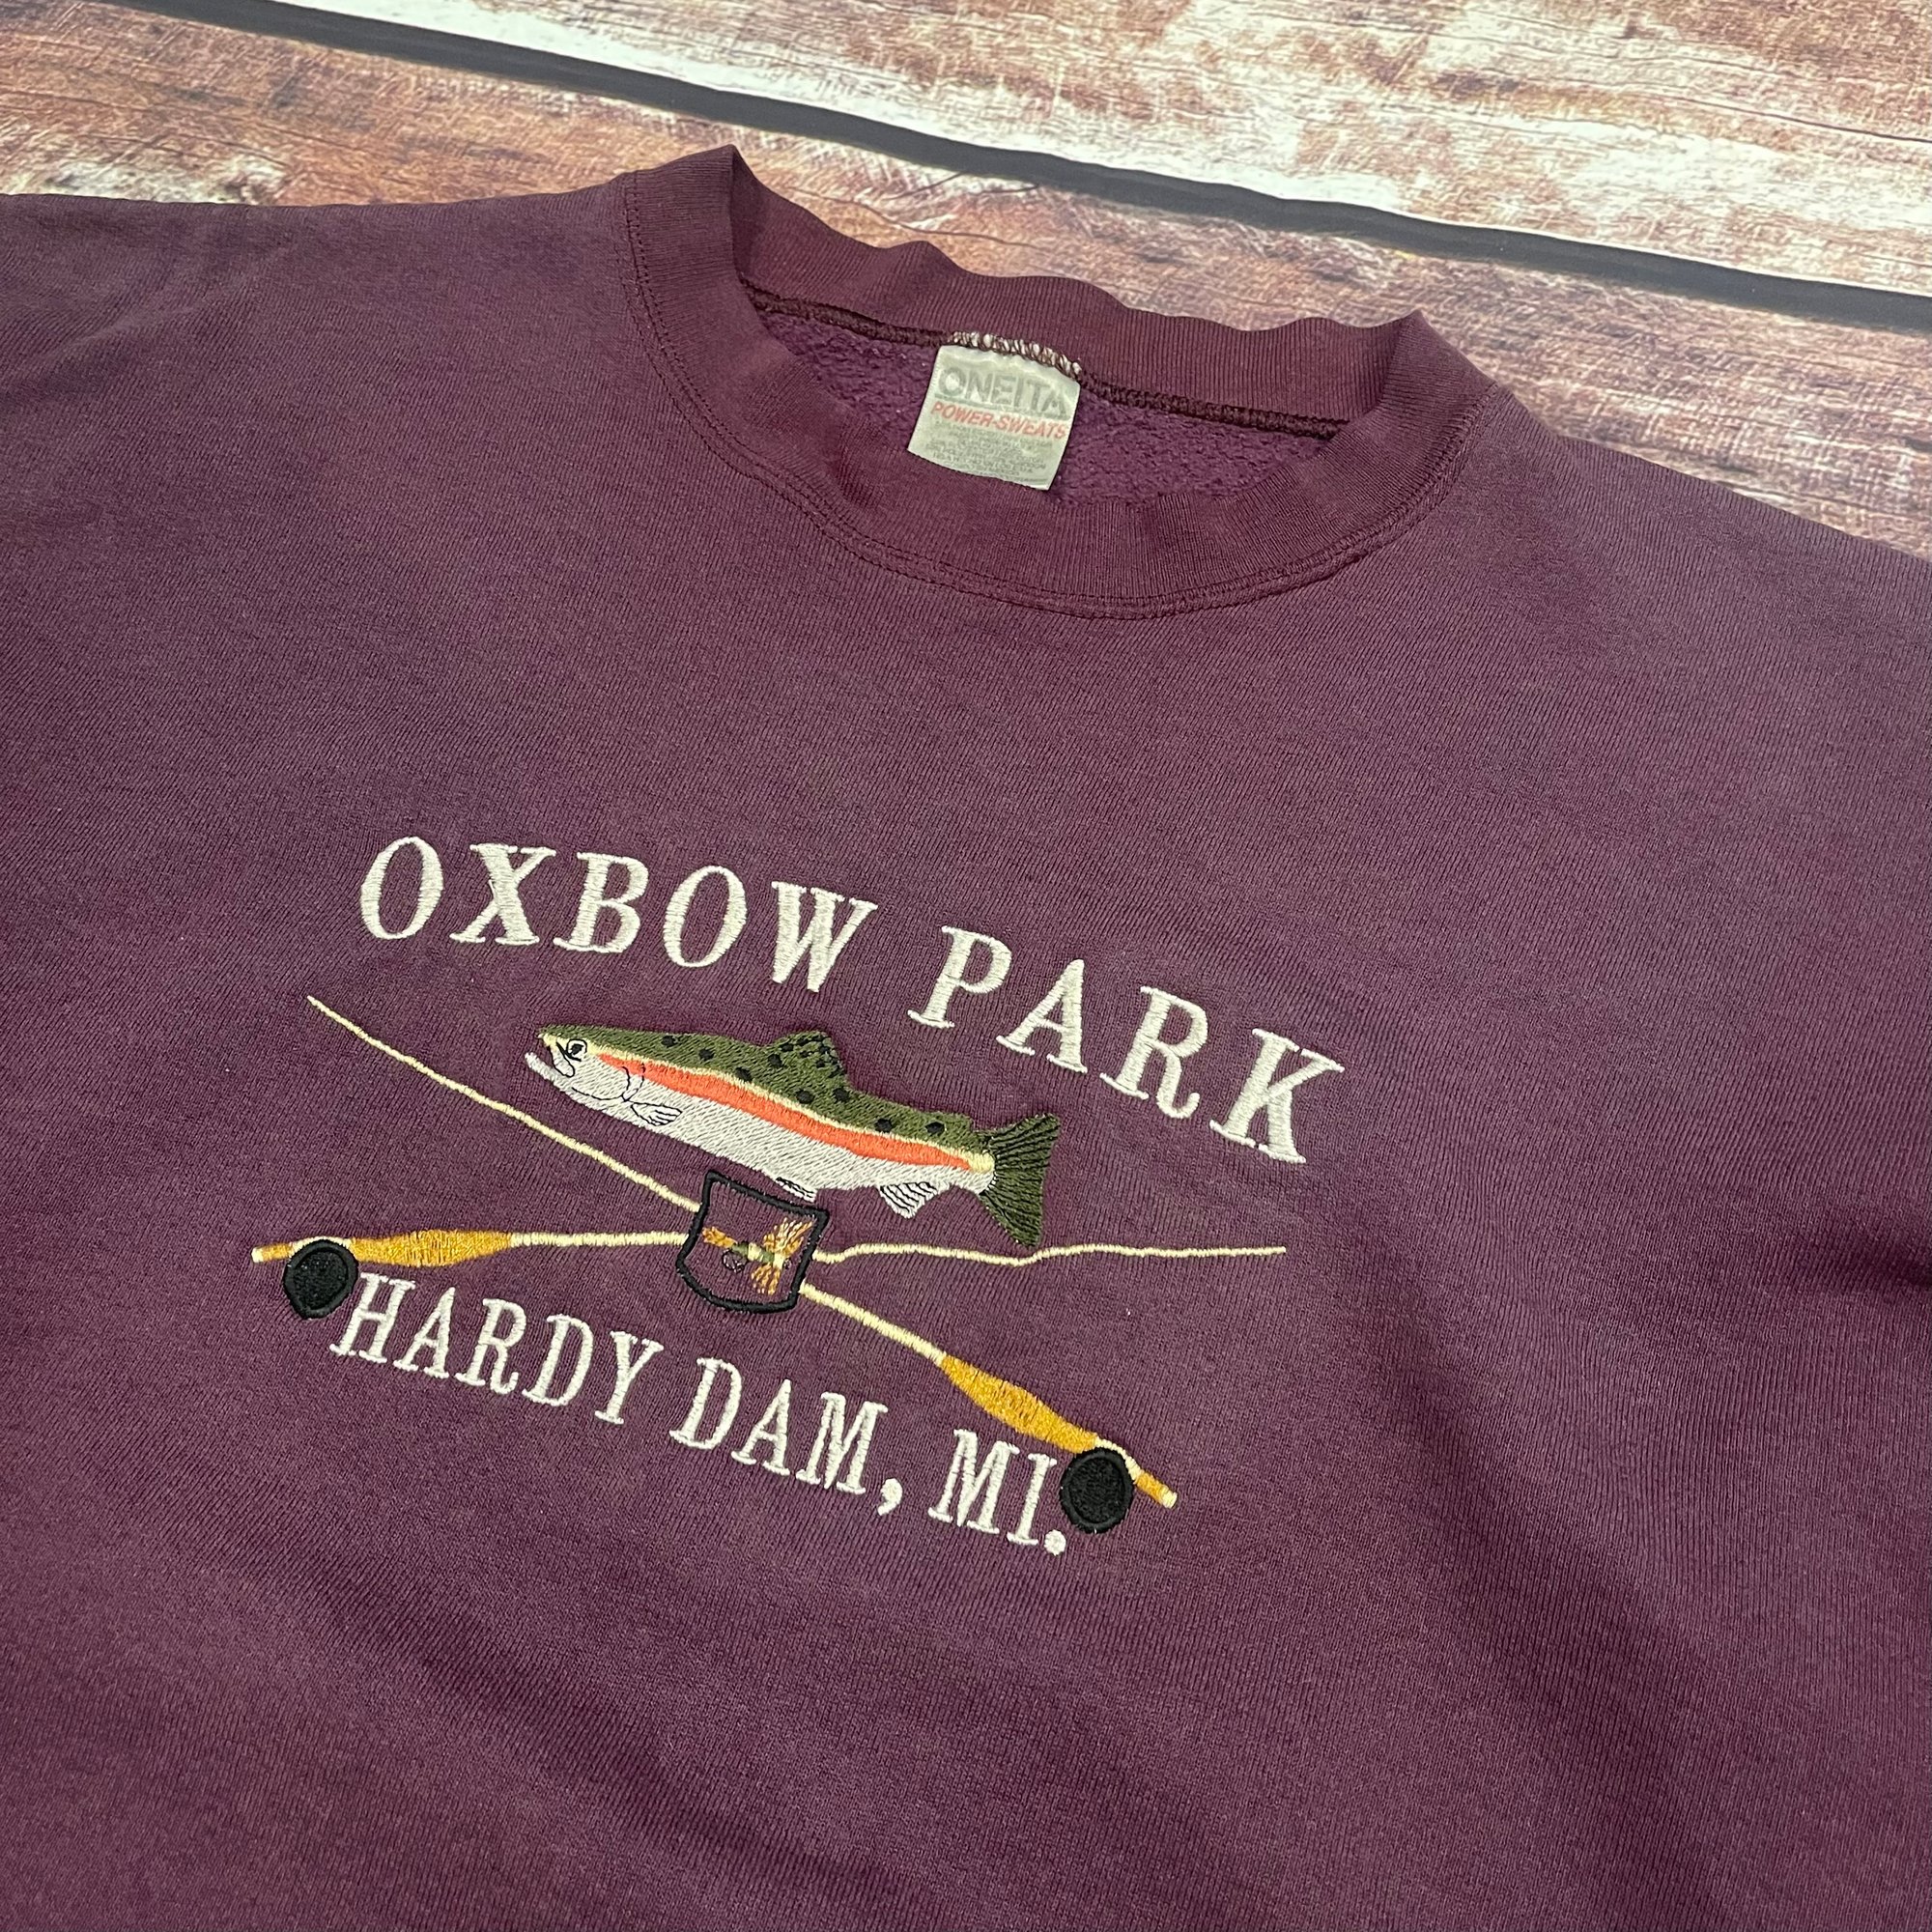 ONEITA
POWER-SWEATS
OXBOW PARK
HARDY DAM, MI.